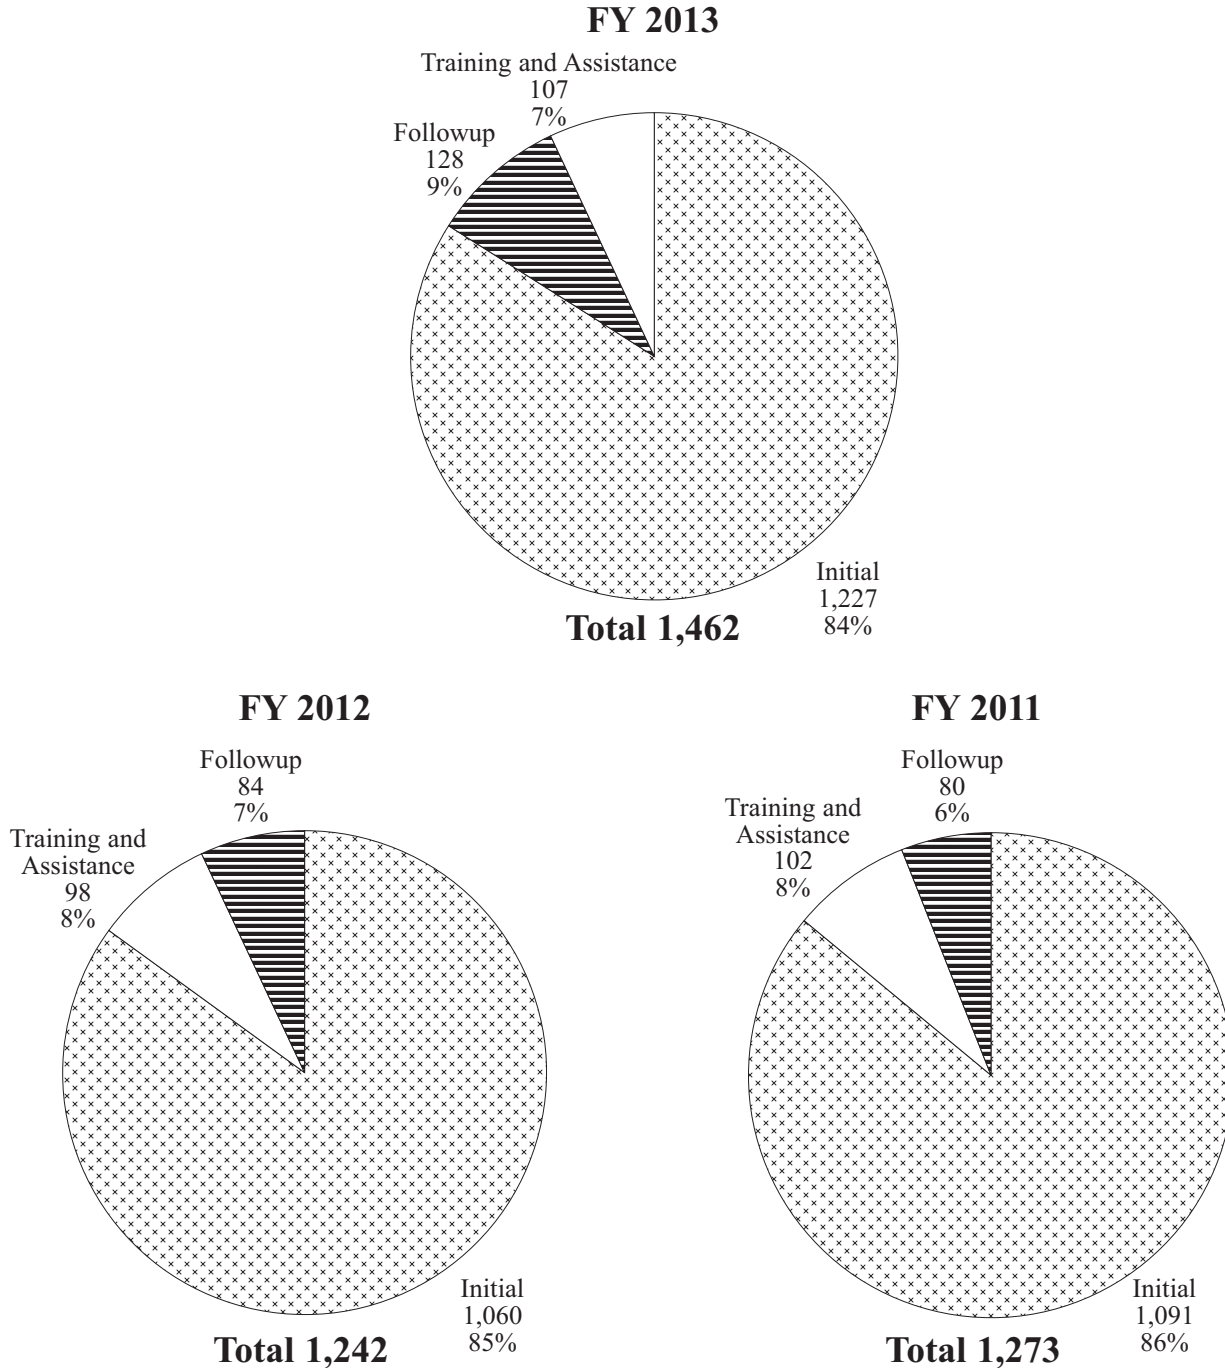 FY 2013
Training and Assistance
107
7%
Followup
128
9%
Initial
1,227
84%
Total 1,462
FY 2012
Followup
84
7%
Training and
Assistance
98
8%
Initial
1,060
85%
Total 1,242
FY 2011
Followup
80
6%
Training and
Assistance
102
8%
Initial
1,091
86%
Total 1,273